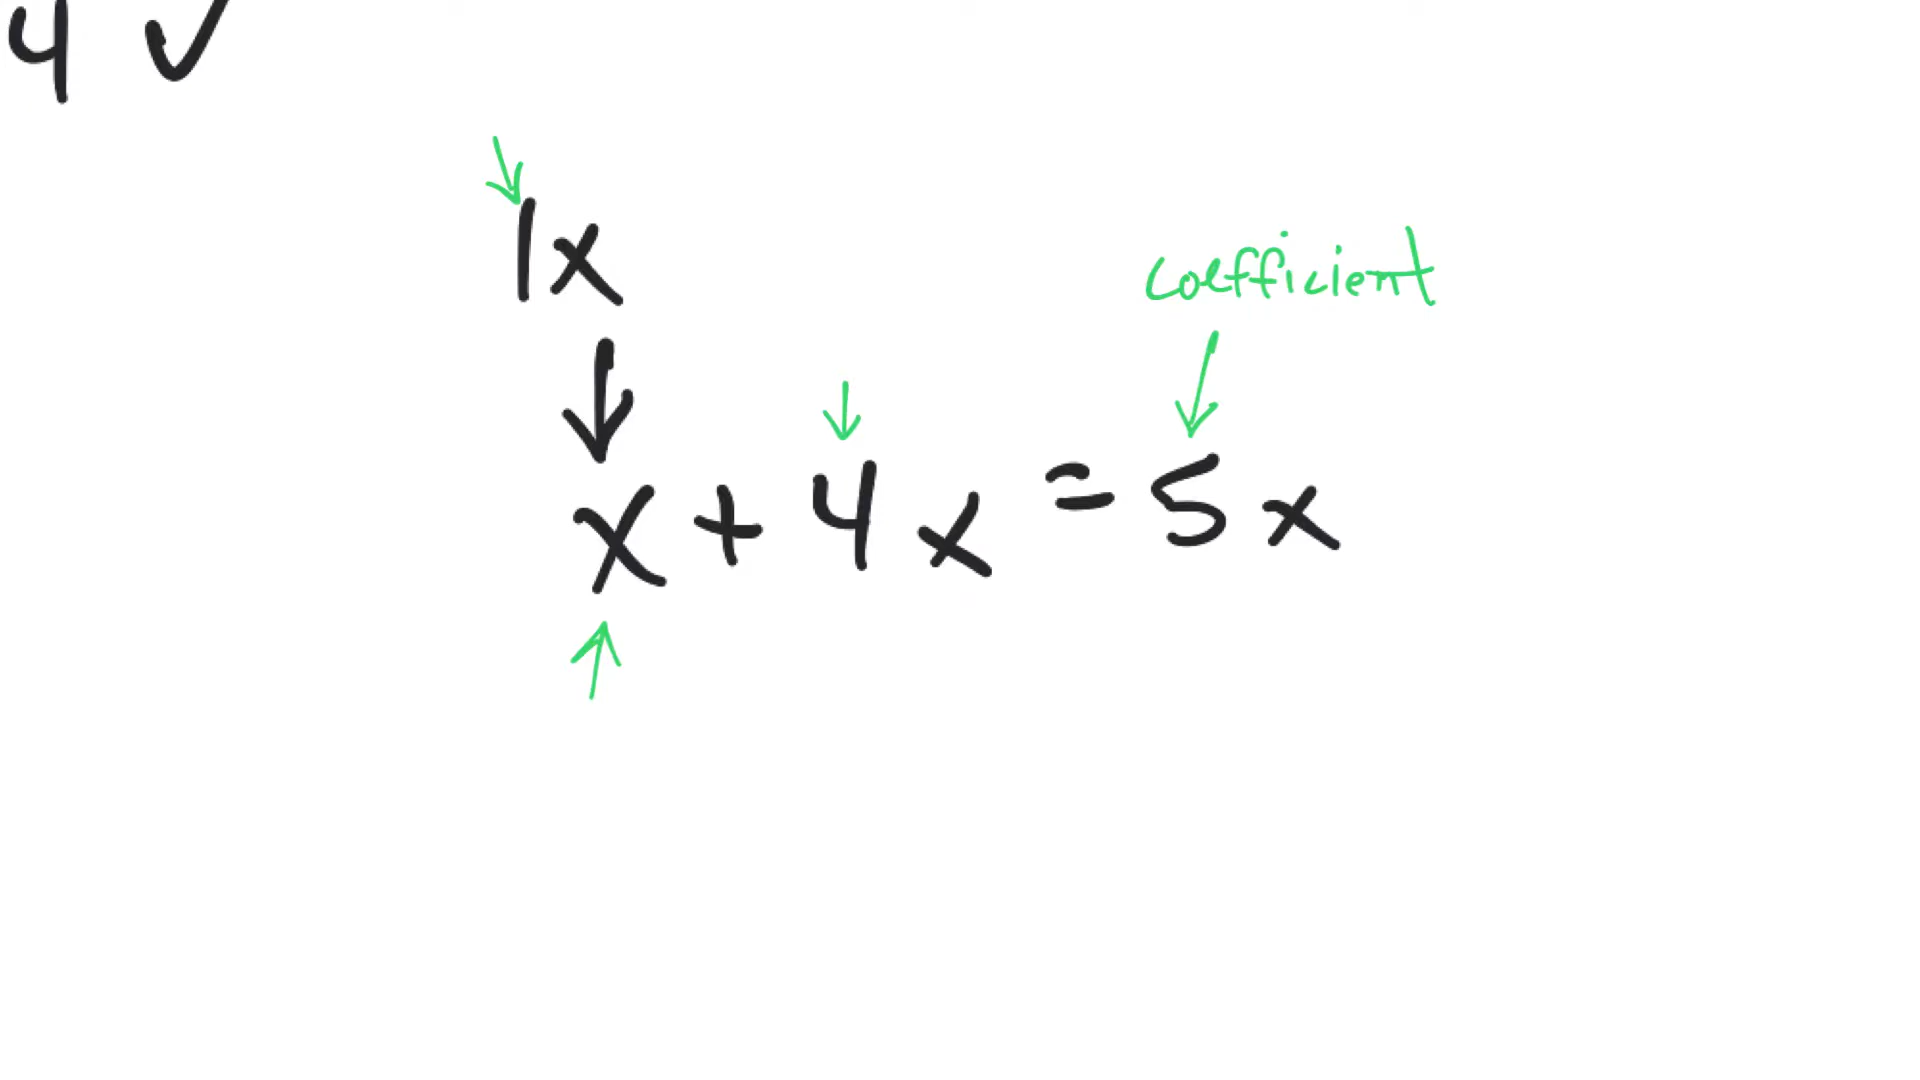 4 ✓
1x
coefficient
x + 4x = 5x